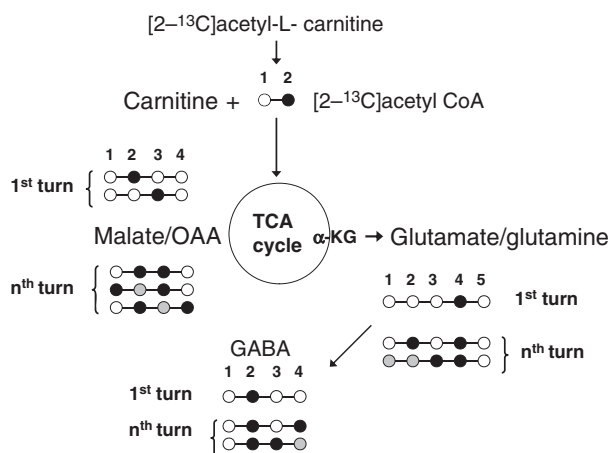 [2–¹³C]acetyl-L- carnitine
1 2
Carnitine +
[2–¹³C]acetyl CoA
1 2 3 4
1ˢᵗ turn
TCA
cycle
α-KG
Malate/OAA
Glutamate/glutamine
nᵗʰ turn
1 2 3 4 5
1ˢᵗ turn
nᵗʰ turn
GABA
1 2 3 4
1ˢᵗ turn
nᵗʰ turn